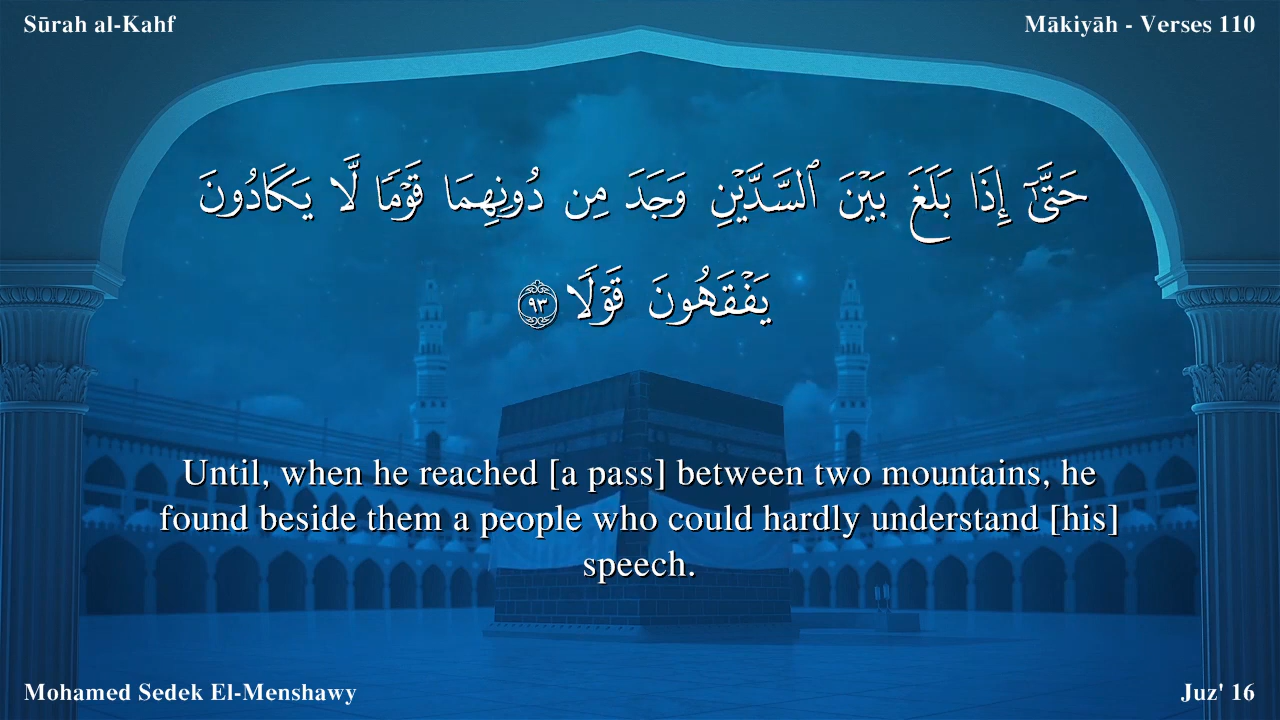 Sūrah al-Kahf
Mākiyāh - Verses 110
حَتَّىٰٓ إِذَا بَلَغَ بَيْنَ ٱلسَّدَّيْنِ وَجَدَ مِن دُونِهِمَا قَوْمًا لَّا يَكَادُونَ
يَفْقَهُونَ قَوْلًا ٩٣
Until, when he reached [a pass] between two mountains, he
found beside them a people who could hardly understand [his]
speech.
Mohamed Sedek El-Menshawy
Juz' 16